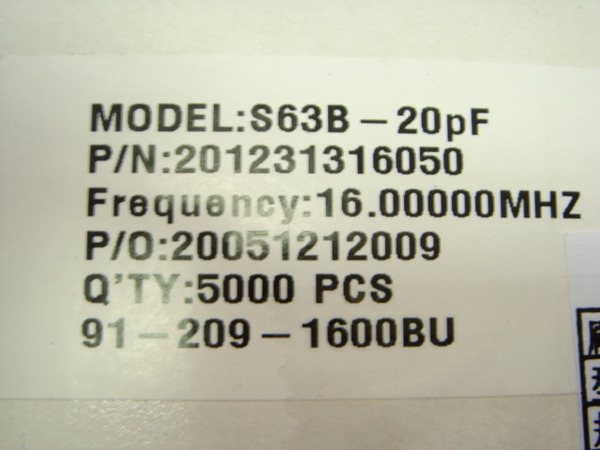 MODEL:S63B-20pF
P/N:201231316050
Frequency:16.00000MHZ
P/O:20051212009
Q'TY:5000 PCS
91-209-1600BU